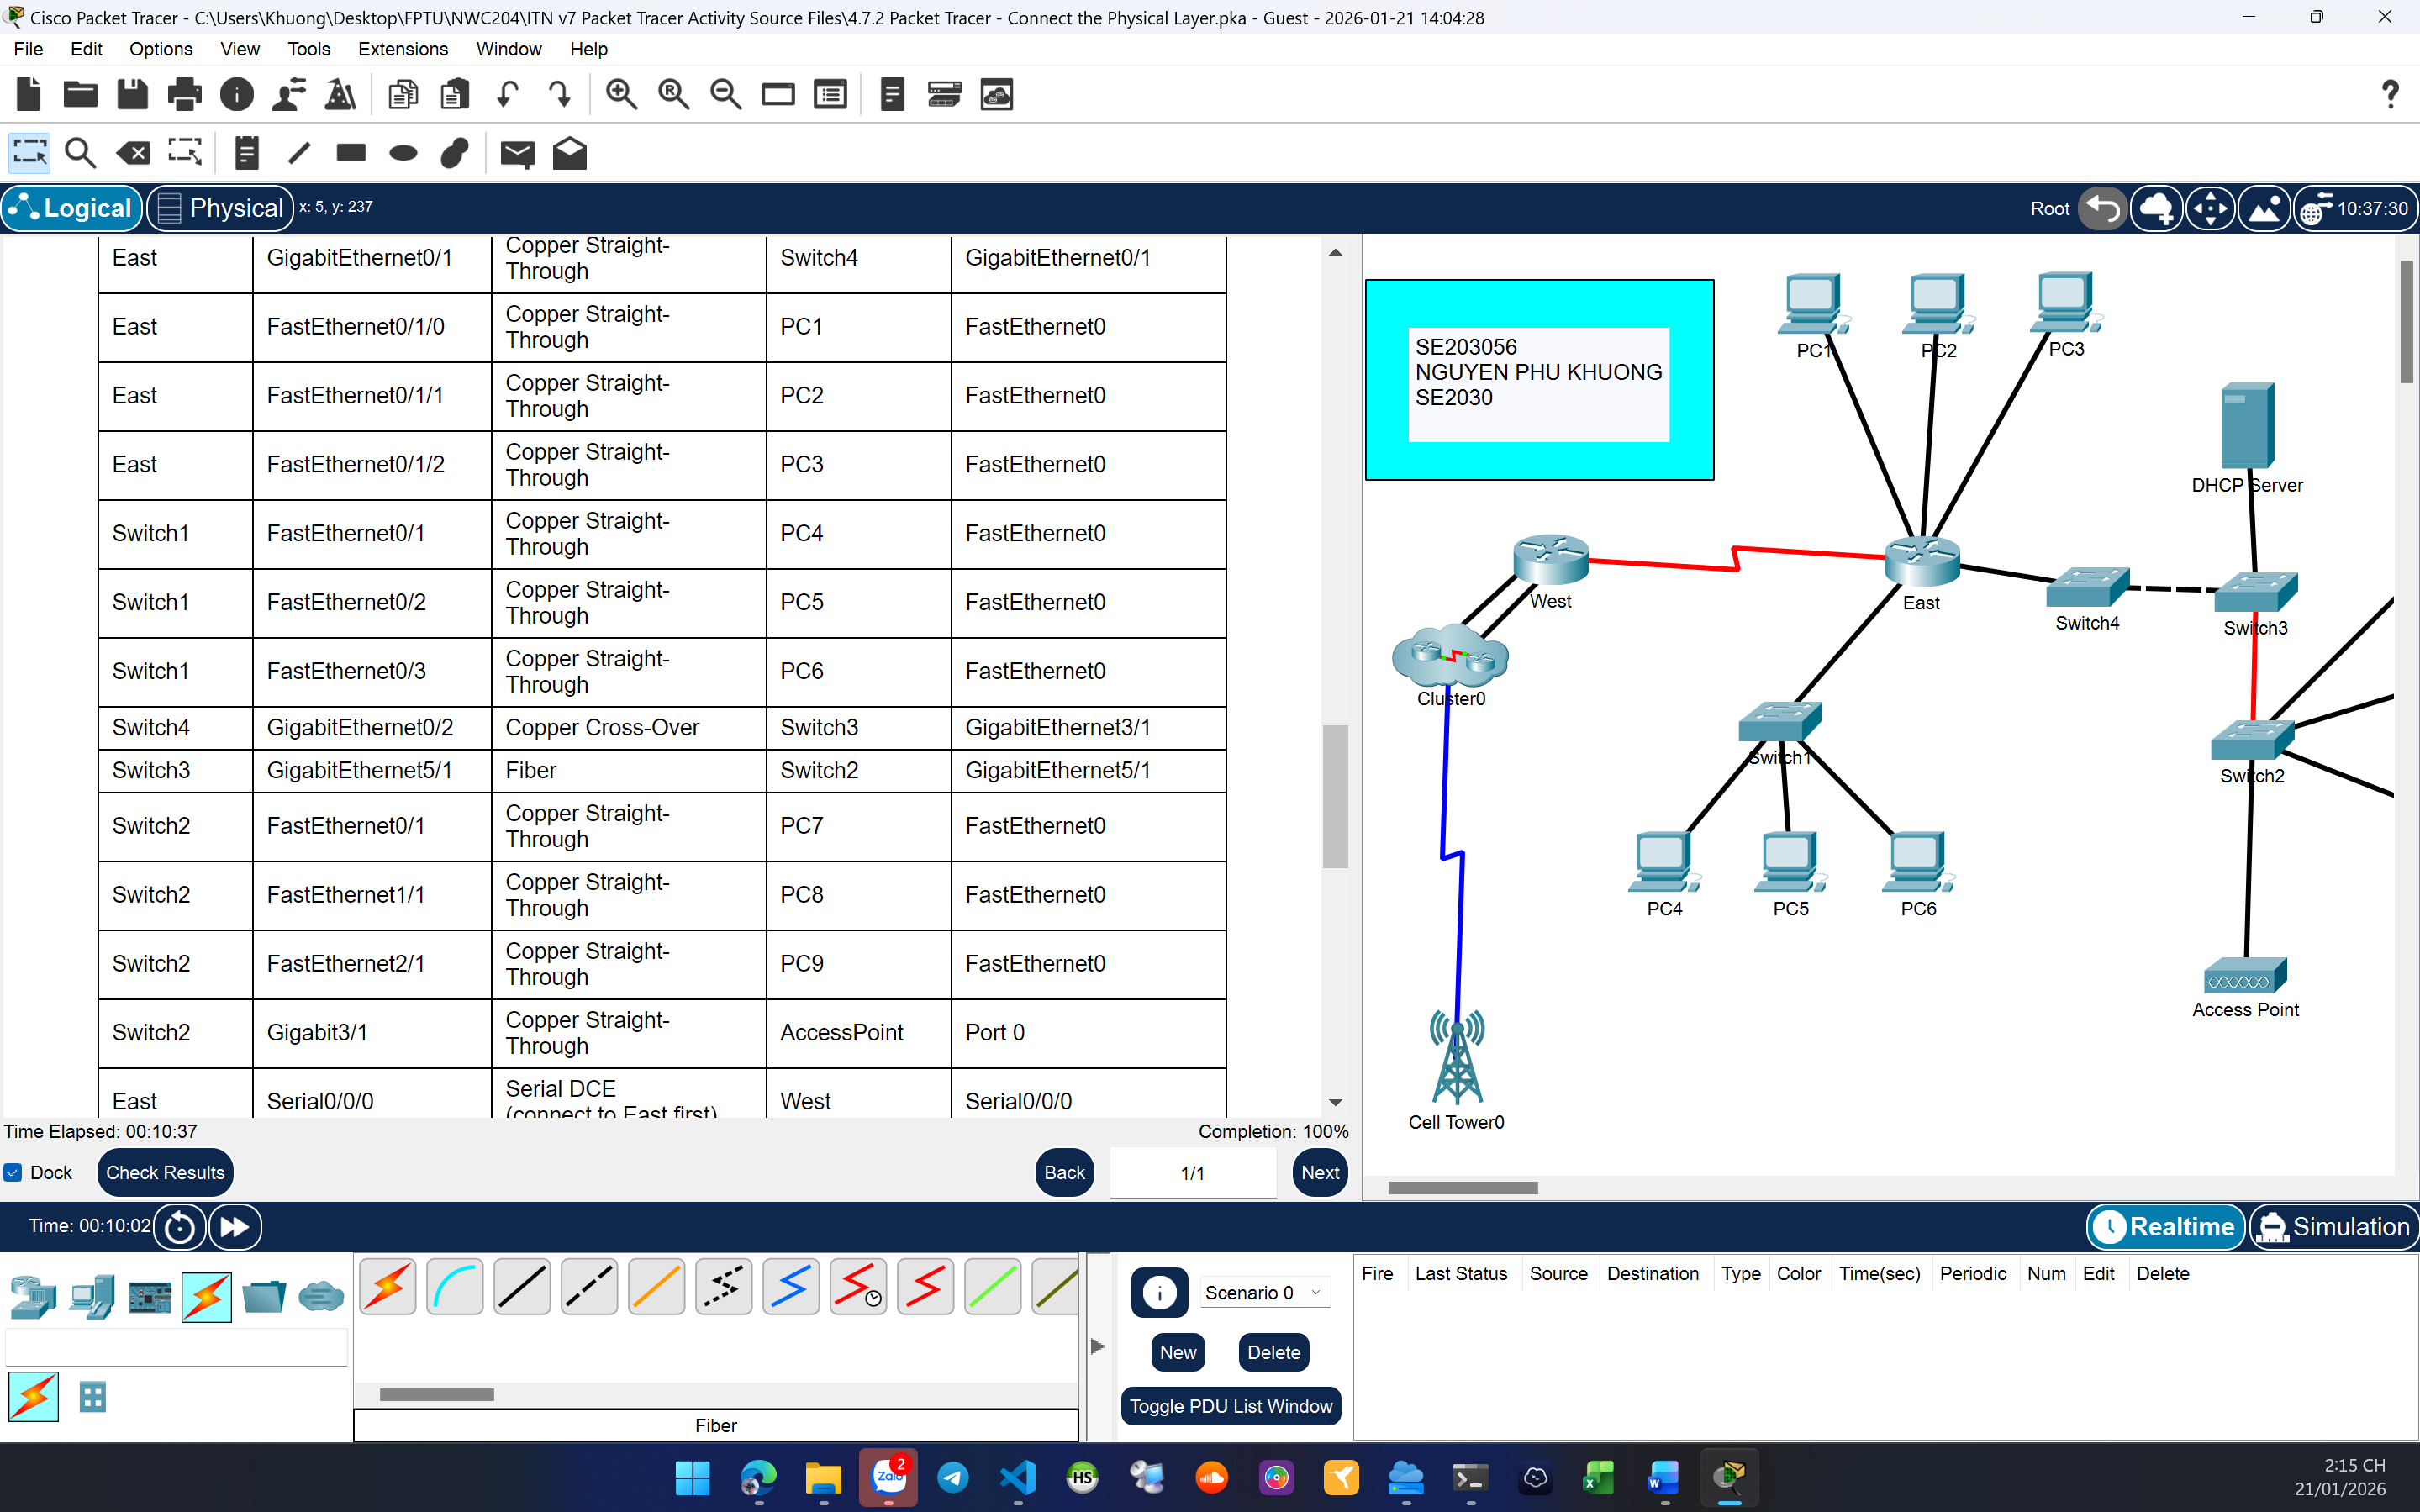 Cisco Packet Tracer - C:\Users\Khuong\Desktop\FPTU\NWC204\ITN v7 Packet Tracer Activity Source Files\4.7.2 Packet Tracer - Connect the Physical Layer.pka - Guest - 2026-01-21 14:04:28
File Edit Options View Tools Extensions Window Help
Logical Physical x: 5, y: 237 Root 10:37:30
East GigabitEthernet0/1 Copper Straight-
Through Switch4 GigabitEthernet0/1
East FastEthernet0/1/0 Copper Straight-
Through PC1 FastEthernet0
East FastEthernet0/1/1 Copper Straight-
Through PC2 FastEthernet0
East FastEthernet0/1/2 Copper Straight-
Through PC3 FastEthernet0
Switch1 FastEthernet0/1 Copper Straight-
Through PC4 FastEthernet0
Switch1 FastEthernet0/2 Copper Straight-
Through PC5 FastEthernet0
Switch1 FastEthernet0/3 Copper Straight-
Through PC6 FastEthernet0
Switch4 GigabitEthernet0/2 Copper Cross-Over Switch3 GigabitEthernet3/1
Switch3 GigabitEthernet5/1 Fiber Switch2 GigabitEthernet5/1
Switch2 FastEthernet0/1 Copper Straight-
Through PC7 FastEthernet0
Switch2 FastEthernet1/1 Copper Straight-
Through PC8 FastEthernet0
Switch2 FastEthernet2/1 Copper Straight-
Through PC9 FastEthernet0
Switch2 Gigabit3/1 Copper Straight-
Through AccessPoint Port 0
East Serial0/0/0 Serial DCE
(connect to East first) West Serial0/0/0
Time Elapsed: 00:10:37 Completion: 100%
Dock Check Results Back 1/1 Next
SE203056
NGUYEN PHU KHUONG
SE2030
PC1 PC2 PC3
DHCP Server
West East Switch4 Switch3
Cluster0
Switch1 Switch2
PC4 PC5 PC6
Access Point
Cell Tower0
Time: 00:10:02 Realtime Simulation
Scenario 0
New Delete
Toggle PDU List Window
Fire Last Status Source Destination Type Color Time(sec) Periodic Num Edit Delete
Fiber
Zalo 2
HS
2:15 CH
21/01/2026